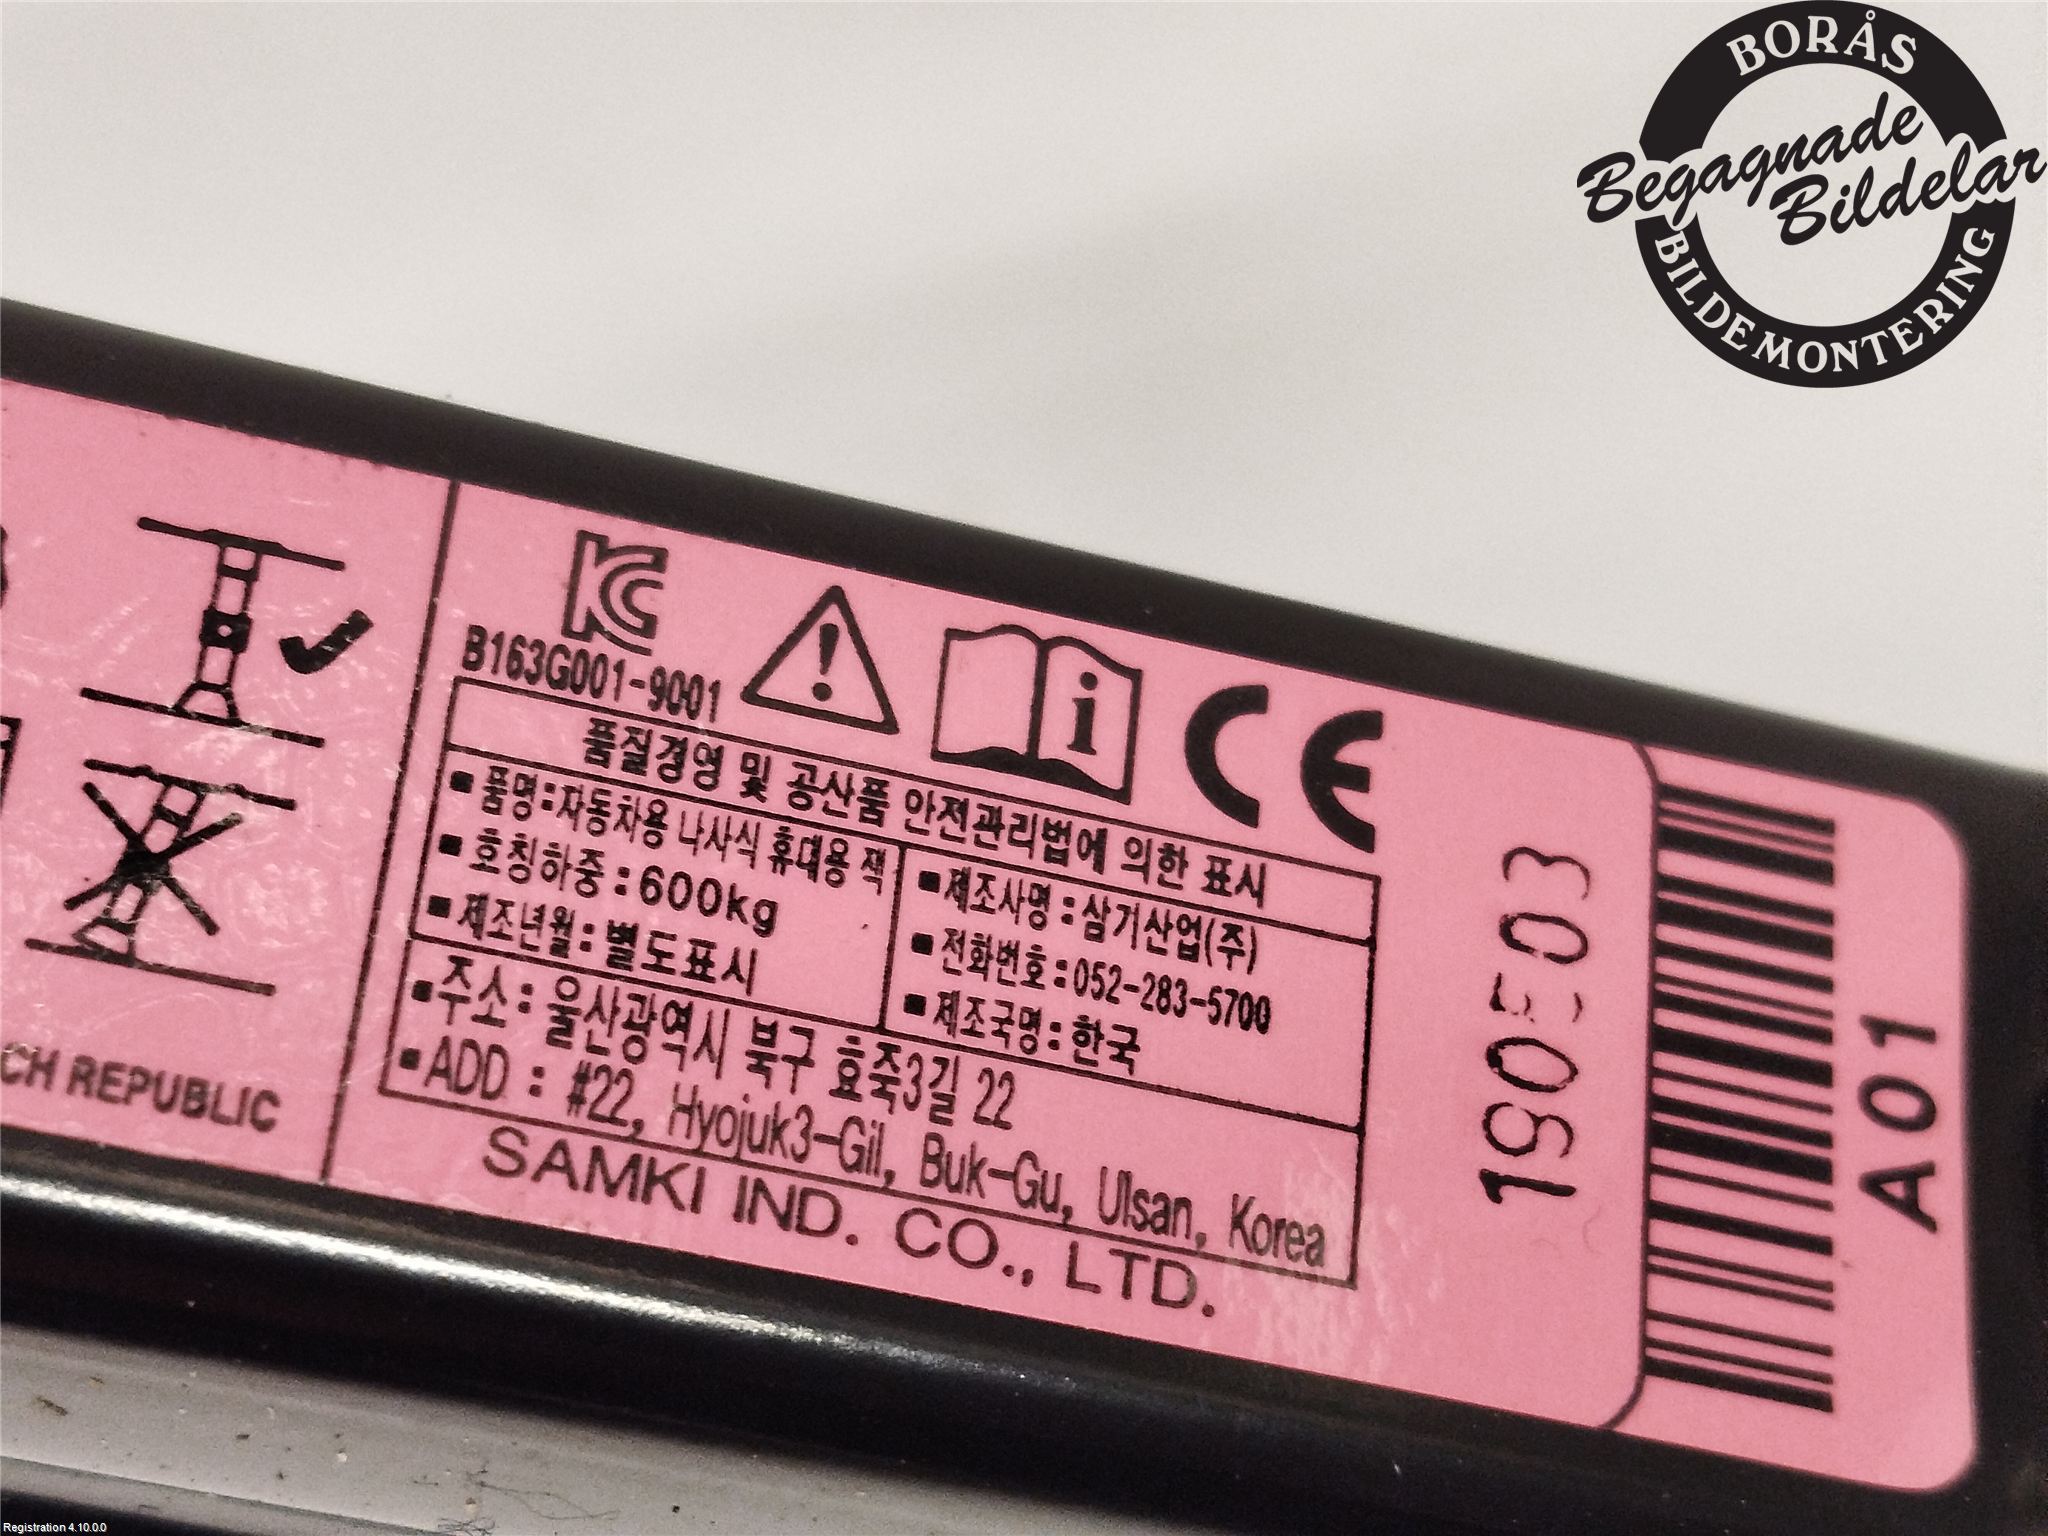 BORÅS
Begagnade
Bildelar
BILDEMONTERING
KC
B163G001-9001
CE
품질경영 및 공산품 안전관리법에 의한 표시
▪품명:자동차용 나사식 휴대용 잭
▪호칭하중:600kg
▪제조년월:별도표시
▪제조사명:삼기산업(주)
▪전화번호:052-283-5700
▪제조국명:한국
▪주소: 울산광역시 북구 효죽3길 22
▪ADD : #22, Hyojuk3-Gil, Buk-Gu, Ulsan, Korea
SAMKI IND. CO., LTD.
CH REPUBLIC
190503
A01
Registration 4.10.0.0